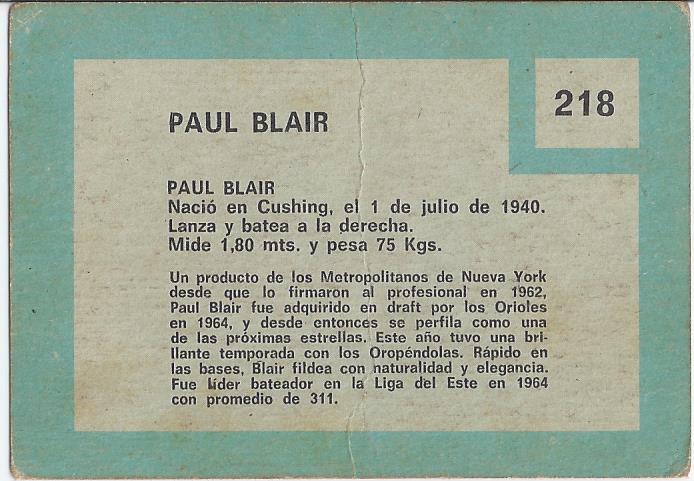 218
PAUL BLAIR
PAUL BLAIR
Nació en Cushing, el 1 de julio de 1940.
Lanza y batea a la derecha.
Mide 1,80 mts. y pesa 75 Kgs.
Un producto de los Metropolitanos de Nueva York
desde que lo firmaron al profesional en 1962,
Paul Blair fue adquirido en draft por los Orioles
en 1964, y desde entonces se perfila como una
de las próximas estrellas. Este año tuvo una bri-
llante temporada con los Oropéndolas. Rápido en
las bases, Blair fildea con naturalidad y elegancia.
Fue líder bateador en la Liga del Este en 1964
con promedio de 311.